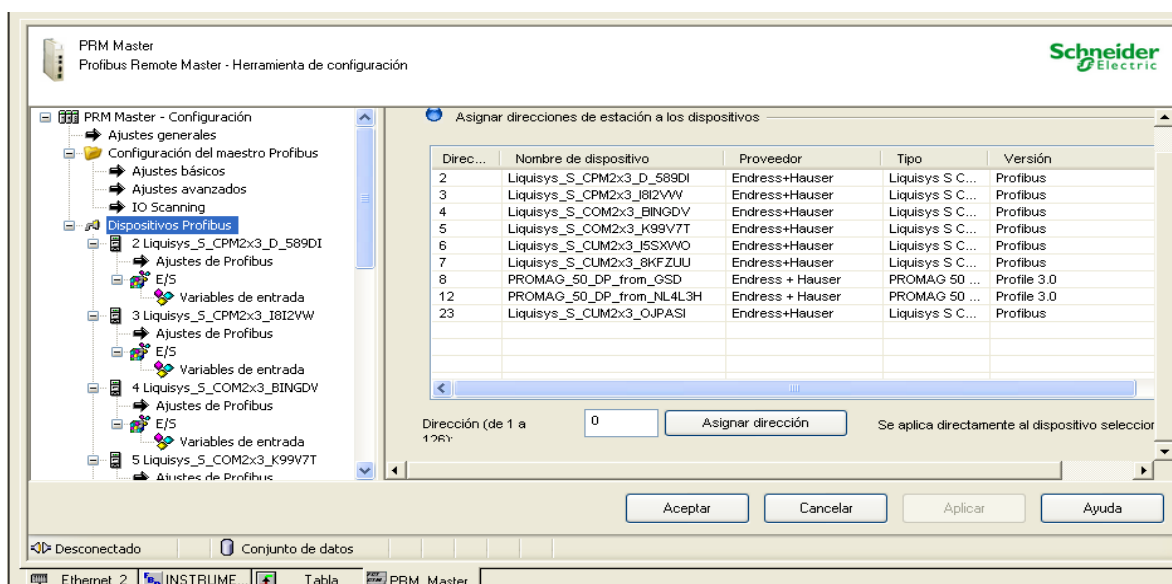 PRM Master
Profibus Remote Master - Herramienta de configuración
Schneider Electric
PRM Master - Configuración
Ajustes generales
Configuración del maestro Profibus
Ajustes básicos
Ajustes avanzados
IO Scanning
Dispositivos Profibus
2 Liquisys_S_CPM2x3_D_589DI
Ajustes de Profibus
E/S
Variables de entrada
3 Liquisys_S_CPM2x3_I8I2VW
Ajustes de Profibus
E/S
Variables de entrada
4 Liquisys_S_COM2x3_BINGDV
Ajustes de Profibus
E/S
Variables de entrada
5 Liquisys_S_COM2x3_K99V7T
Ajustes de Profibus
Asignar direcciones de estación a los dispositivos
Direc... Nombre de dispositivo Proveedor Tipo Versión
2 Liquisys_S_CPM2x3_D_589DI Endress+Hauser Liquisys S C... Profibus
3 Liquisys_S_CPM2x3_I8I2VW Endress+Hauser Liquisys S C... Profibus
4 Liquisys_S_COM2x3_BINGDV Endress+Hauser Liquisys S C... Profibus
5 Liquisys_S_COM2x3_K99V7T Endress+Hauser Liquisys S C... Profibus
6 Liquisys_S_CUM2x3_I5SXWO Endress+Hauser Liquisys S C... Profibus
7 Liquisys_S_CUM2x3_8KFZUU Endress+Hauser Liquisys S C... Profibus
8 PROMAG_50_DP_from_GSD Endress + Hauser PROMAG 50 ... Profile 3.0
12 PROMAG_50_DP_from_NL4L3H Endress + Hauser PROMAG 50 ... Profile 3.0
23 Liquisys_S_CUM2x3_OJPASI Endress+Hauser Liquisys S C... Profibus
Dirección (de 1 a 126):
0
Asignar dirección
Se aplica directamente al dispositivo seleccior
Aceptar Cancelar Aplicar Ayuda
Desconectado Conjunto de datos
Ethernet_2 INSTRUME... Tabla PRM_Master